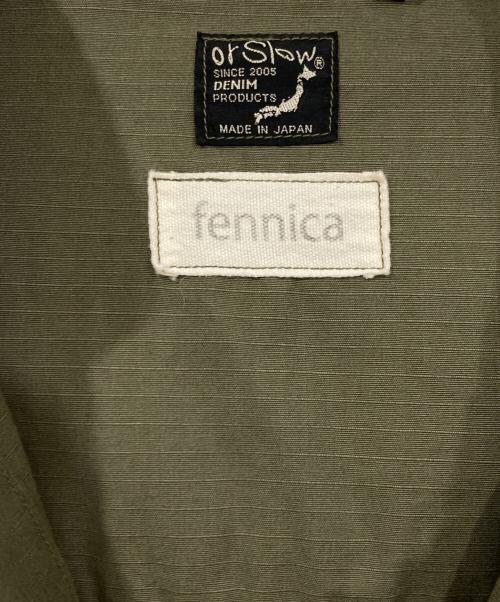 orSlow®
SINCE 2005
DENIM
PRODUCTS
MADE IN JAPAN
fennica